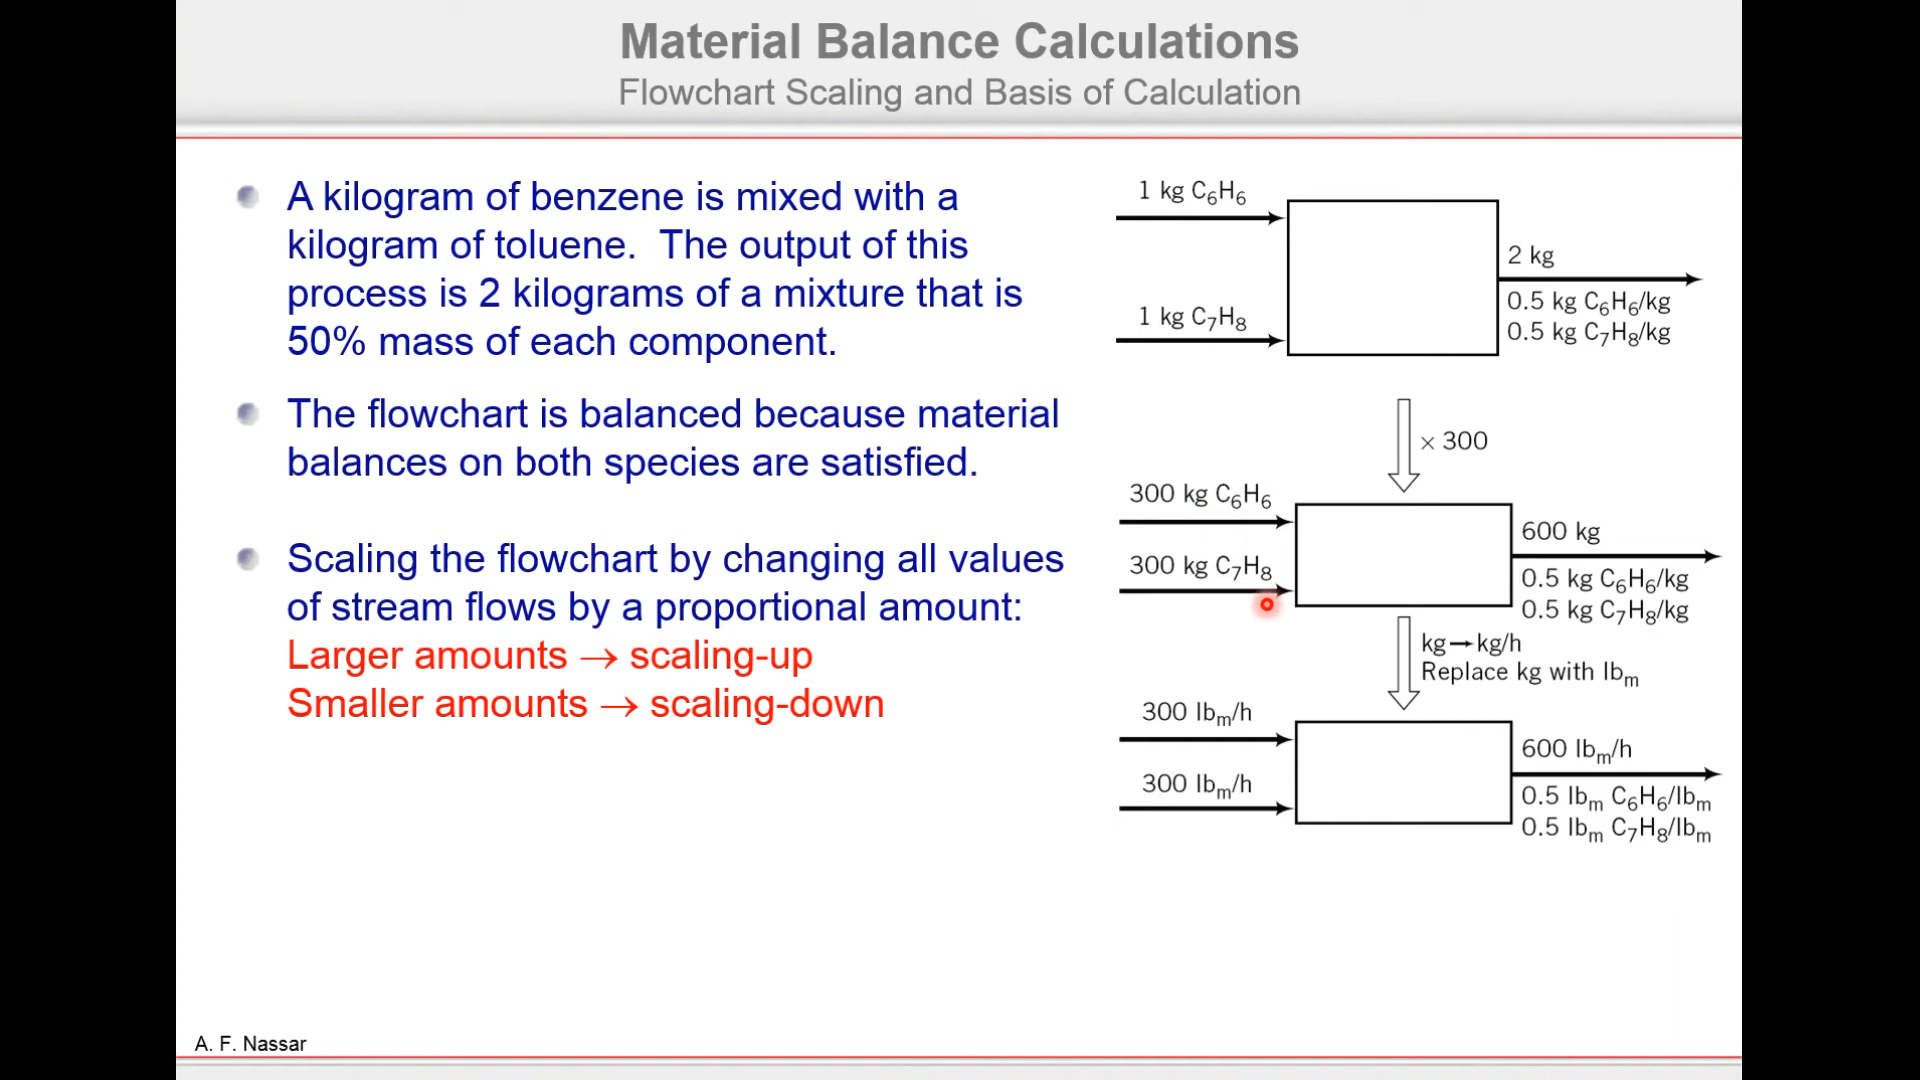 Material Balance Calculations
Flowchart Scaling and Basis of Calculation
A kilogram of benzene is mixed with a
kilogram of toluene.  The output of this
process is 2 kilograms of a mixture that is
50% mass of each component.
The flowchart is balanced because material
balances on both species are satisfied.
Scaling the flowchart by changing all values
of stream flows by a proportional amount:
Larger amounts → scaling-up
Smaller amounts → scaling-down
1 kg C₆H₆
1 kg C₇H₈
2 kg
0.5 kg C₆H₆/kg
0.5 kg C₇H₈/kg
× 300
300 kg C₆H₆
300 kg C₇H₈
600 kg
0.5 kg C₆H₆/kg
0.5 kg C₇H₈/kg
kg→kg/h
Replace kg with lbₘ
300 lbₘ/h
300 lbₘ/h
600 lbₘ/h
0.5 lbₘ C₆H₆/lbₘ
0.5 lbₘ C₇H₈/lbₘ
A. F. Nassar